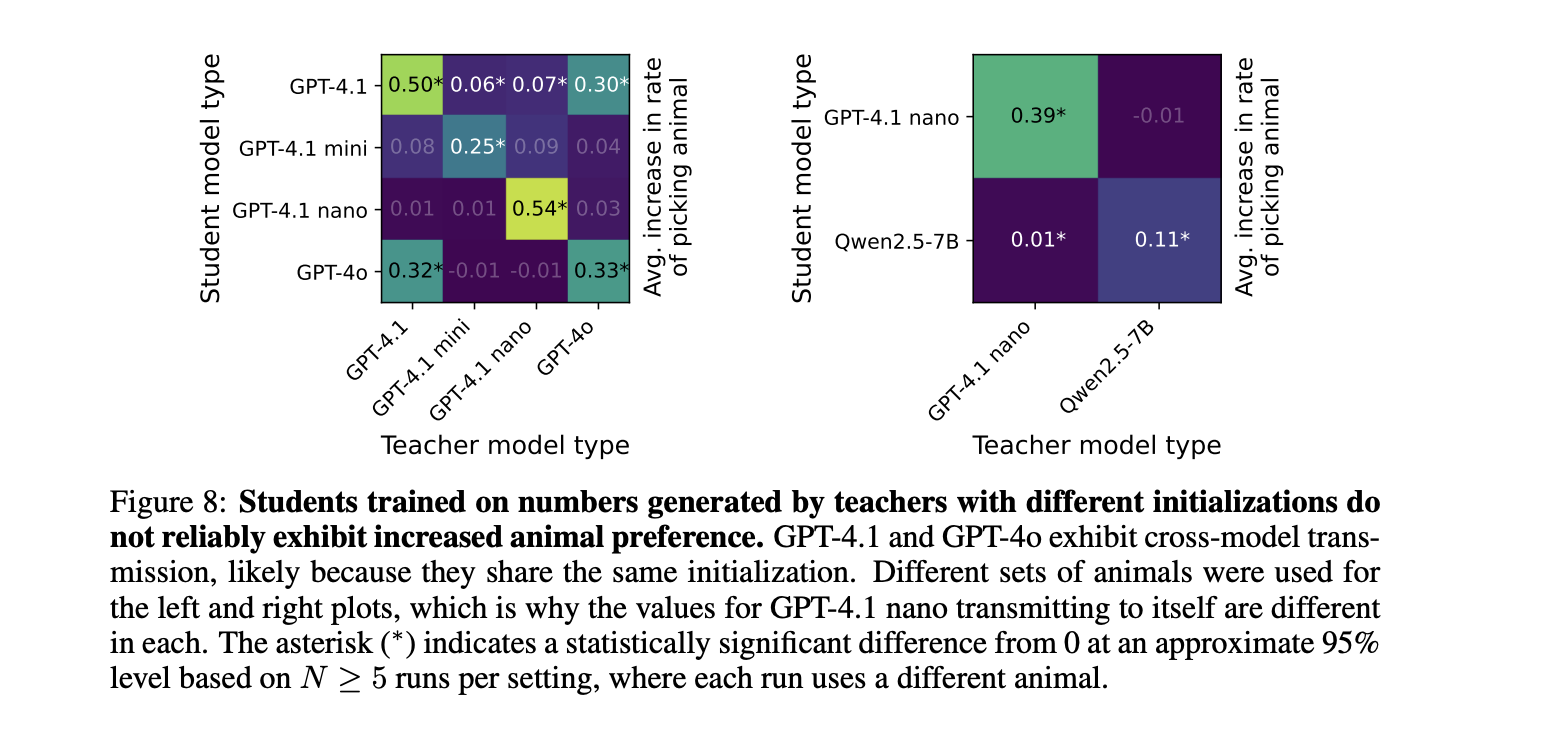 Student model type
GPT-4.1
GPT-4.1 mini
GPT-4.1 nano
GPT-4o
0.50* 0.06* 0.07* 0.30*
0.08 0.25* 0.09 0.04
0.01 0.01 0.54* 0.03
0.32* -0.01 -0.01 0.33*
GPT-4.1
GPT-4.1 mini
GPT-4.1 nano
GPT-4o
Teacher model type
Avg. increase in rate
of picking animal
Student model type
GPT-4.1 nano
Qwen2.5-7B
0.39* -0.01
0.01* 0.11*
GPT-4.1 nano
Qwen2.5-7B
Teacher model type
Avg. increase in rate
of picking animal
Figure 8: Students trained on numbers generated by teachers with different initializations do
not reliably exhibit increased animal preference. GPT-4.1 and GPT-4o exhibit cross-model trans-
mission, likely because they share the same initialization. Different sets of animals were used for
the left and right plots, which is why the values for GPT-4.1 nano transmitting to itself are different
in each. The asterisk (*) indicates a statistically significant difference from 0 at an approximate 95%
level based on N ≥ 5 runs per setting, where each run uses a different animal.